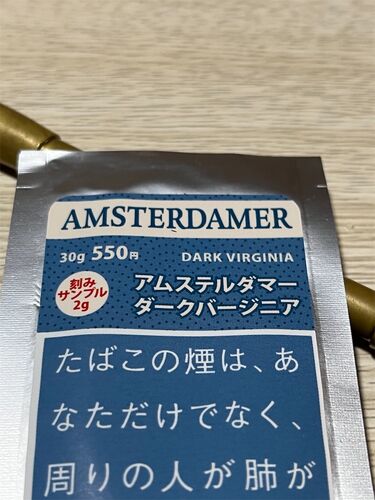 AMSTERDAMER
30g 550円 DARK VIRGINIA
刻み
サンプル
2g
アムステルダマー
ダークバージニア
たばこの煙は、あ
なただけでなく、
周りの人が肺が